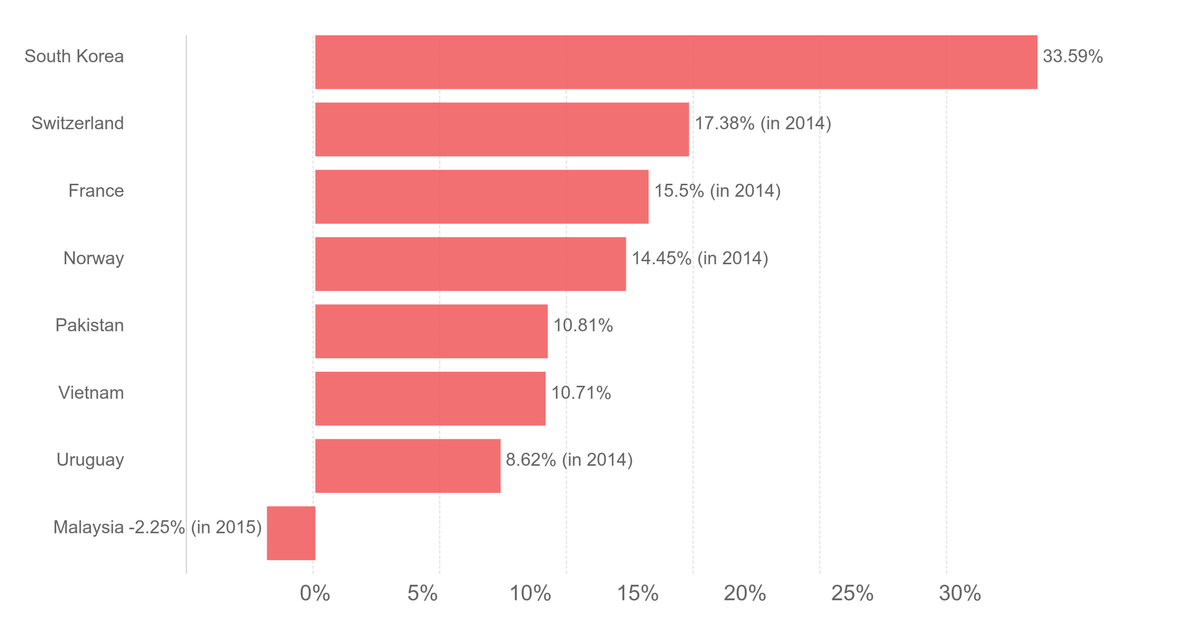 South Korea 33.59%
Switzerland 17.38% (in 2014)
France 15.5% (in 2014)
Norway 14.45% (in 2014)
Pakistan 10.81%
Vietnam 10.71%
Uruguay 8.62% (in 2014)
Malaysia -2.25% (in 2015)
0% 5% 10% 15% 20% 25% 30%